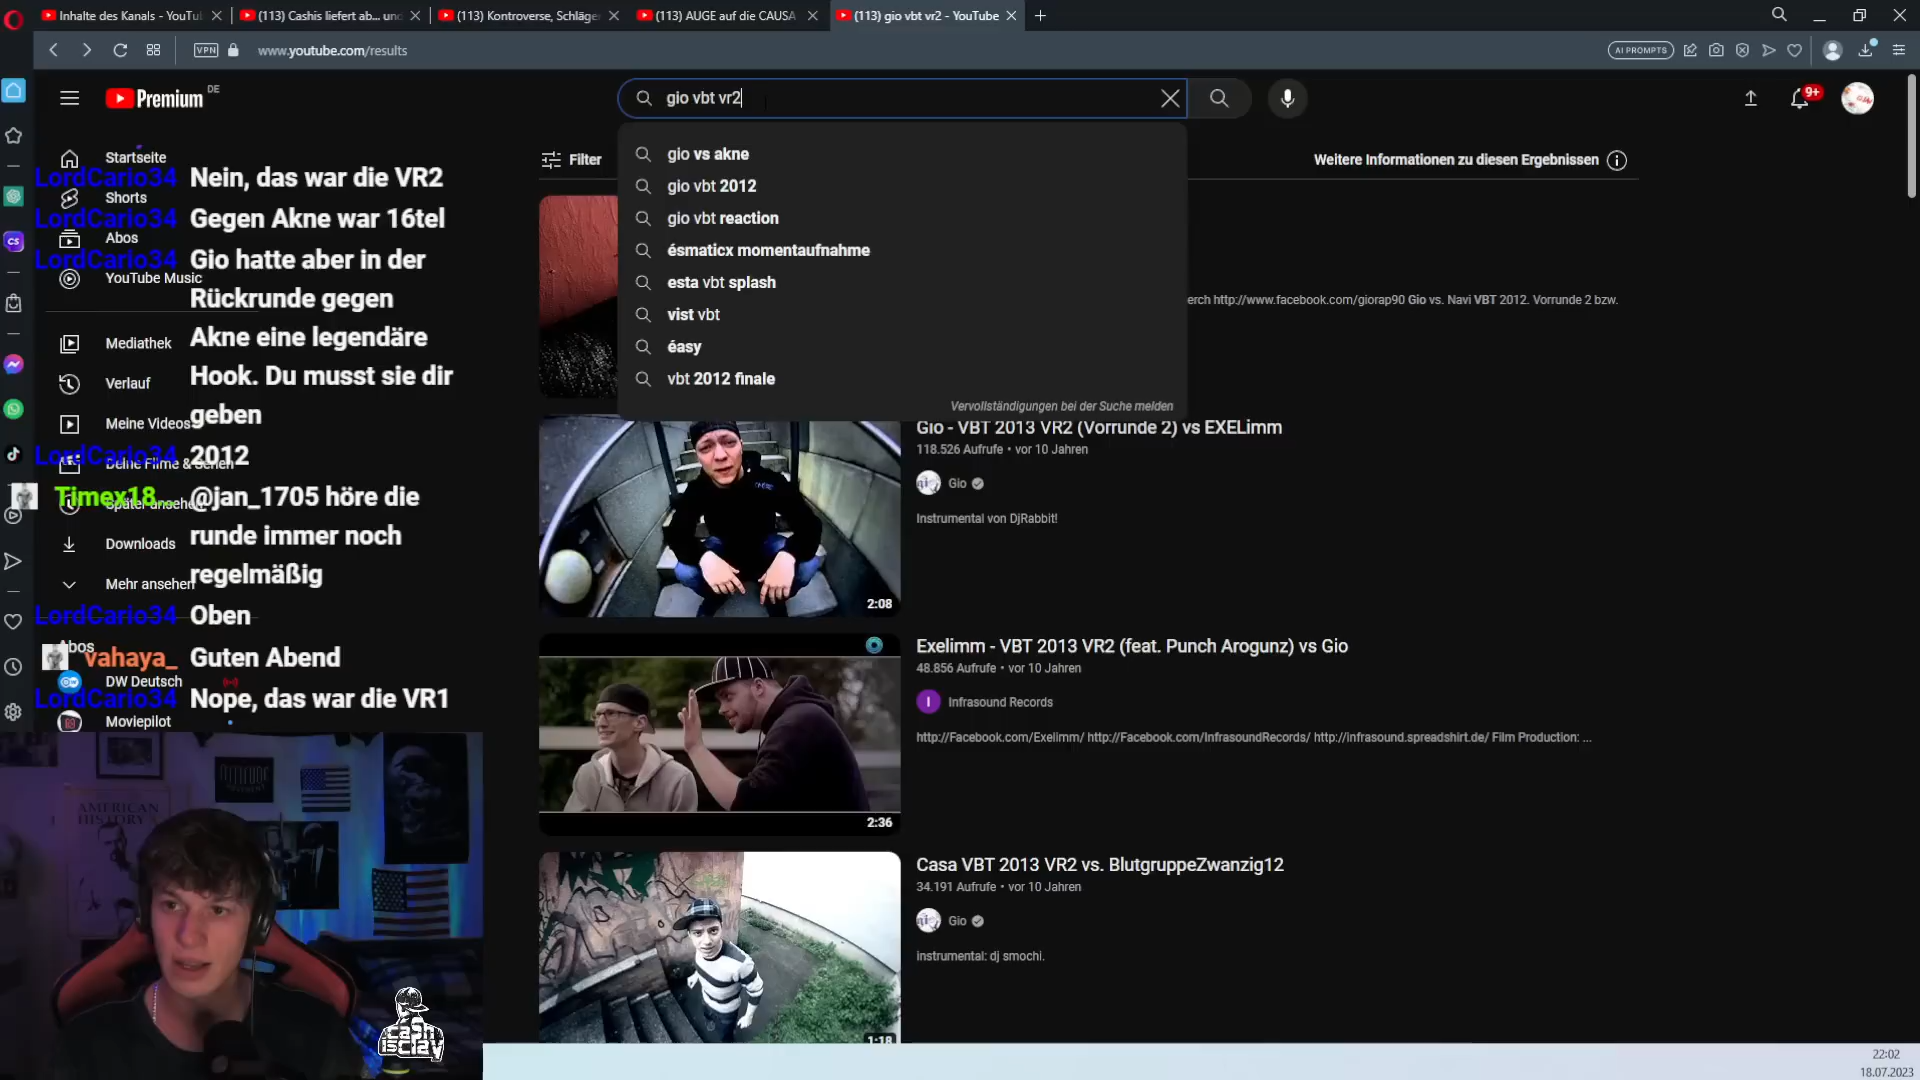 Inhalte des Kanals - YouTu
(113) Cashis liefert ab... und
(113) Kontroverse, Schläge
(113) AUGE auf die CAUSA
(113) gio vbt vr2 - YouTube
VPN
www.youtube.com/results
AI PROMPTS
Premium DE
gio vbt vr2
9+
gio vs akne
gio vbt 2012
gio vbt reaction
ésmaticx momentaufnahme
esta vbt splash
vist vbt
éasy
vbt 2012 finale
Vervollständigungen bei der Suche melden
Filter
Weitere Informationen zu diesen Ergebnissen
erch http://www.facebook.com/giorap90 Gio vs. Navi VBT 2012. Vorrunde 2 bzw.
Startseite
Shorts
Abos
YouTube Music
Mediathek
Verlauf
Meine Videos
Deine Filme & Serien
Später ansehen
Downloads
Mehr ansehen
Abos
DW Deutsch
Moviepilot
LordCario34 Nein, das war die VR2
LordCario34 Gegen Akne war 16tel
LordCario34 Gio hatte aber in der
Rückrunde gegen
Akne eine legendäre
Hook. Du musst sie dir
geben
LordCario34 2012
Timex18_ @jan_1705 höre die
runde immer noch
regelmäßig
LordCario34 Oben
vahaya_ Guten Abend
LordCario34 Nope, das war die VR1
Gio - VBT 2013 VR2 (Vorrunde 2) vs EXELimm
118.526 Aufrufe • vor 10 Jahren
Gio
Instrumental von DjRabbit!
2:08
Exelimm - VBT 2013 VR2 (feat. Punch Arogunz) vs Gio
48.856 Aufrufe • vor 10 Jahren
I Infrasound Records
http://Facebook.com/Exelimm/ http://Facebook.com/InfrasoundRecords/ http://infrasound.spreadshirt.de/ Film Production: ...
2:36
Casa VBT 2013 VR2 vs. BlutgruppeZwanzig12
34.191 Aufrufe • vor 10 Jahren
Gio
instrumental: dj smochi.
1:18
AMERICAN
HISTORY
ATTITUDE
MOVEMENT
cash
isclay
22:02
18.07.2023